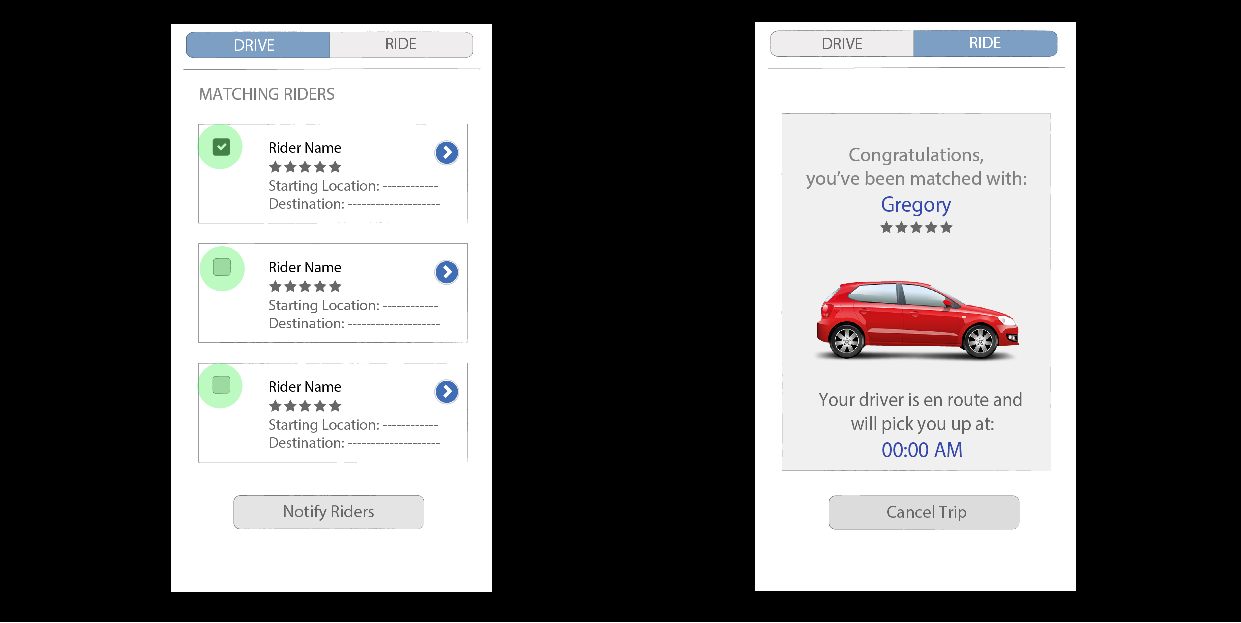 DRIVE RIDE
MATCHING RIDERS
Rider Name
★★★★★
Starting Location: ------------
Destination: --------------------
Rider Name
★★★★★
Starting Location: ------------
Destination: --------------------
Rider Name
★★★★★
Starting Location: ------------
Destination: --------------------
Notify Riders
DRIVE RIDE
Congratulations,
you've been matched with:
Gregory
★★★★★
Your driver is en route and
will pick you up at:
00:00 AM
Cancel Trip